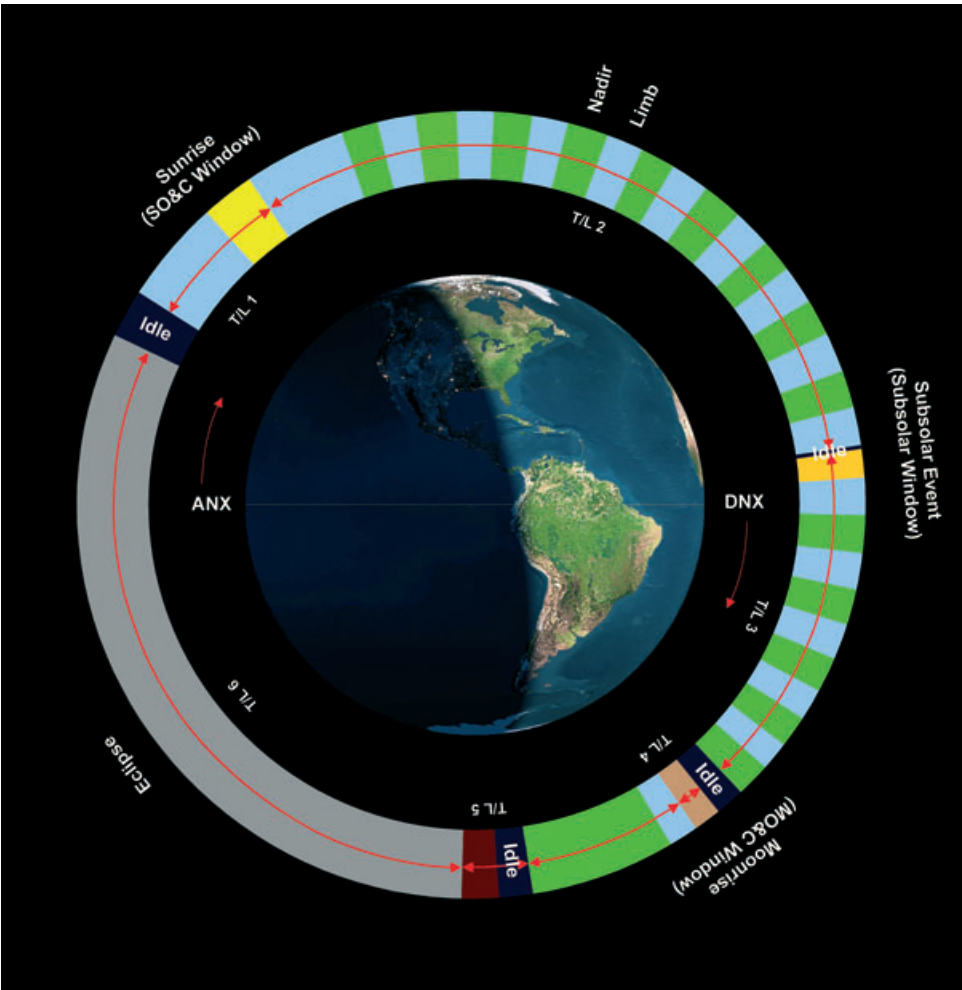 Nadir
Limb
Sunrise
(SO&C Window)
T/L 2
T/L 1
Idle
Subsolar Event
(Subsolar Window)
Idle
ANX
DNX
T/L 3
T/L 6
T/L 4
Idle
Eclipse
T/L 5
Idle
Moonrise
(MO&C Window)